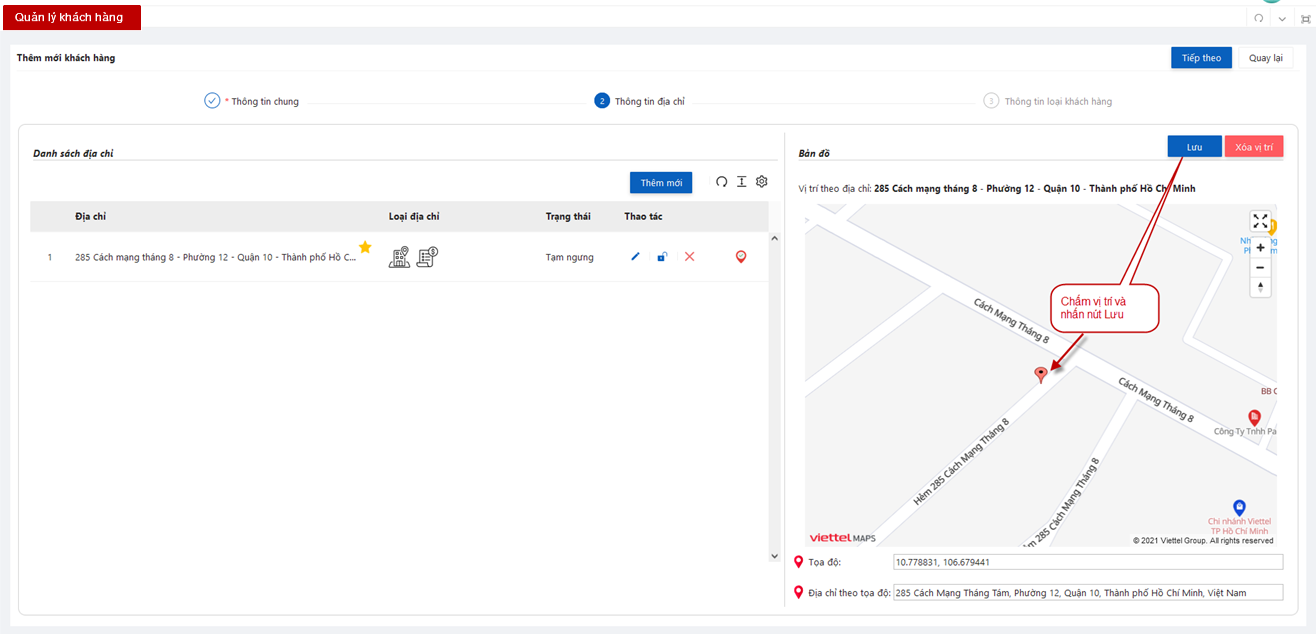 Quản lý khách hàng
Thêm mới khách hàng
Tiếp theo
Quay lại
* Thông tin chung
2 Thông tin địa chỉ
3 Thông tin loại khách hàng
Danh sách địa chỉ
Thêm mới
Địa chỉ Loại địa chỉ Trạng thái Thao tác
1 285 Cách mạng tháng 8 - Phường 12 - Quận 10 - Thành phố Hồ C... Tạm ngưng
Bản đồ
Lưu
Xóa vị trí
Vị trí theo địa chỉ: 285 Cách mạng tháng 8 - Phường 12 - Quận 10 - Thành phố Hồ Chí Minh
Chấm vị trí và
nhấn nút Lưu
Cách Mạng Tháng 8
Cách Mạng Tháng 8
BB C
Công Ty Tnhh Pa
Hẻm 285 Cách Mạng Tháng 8
m 285 Cách Mạng Tháng 8
Chi nhánh Viettel
TP Hồ Chí Minh
viettel MAPS
© 2021 Viettel Group. All rights reserved
Tọa độ: 10.778831, 106.679441
Địa chỉ theo tọa độ: 285 Cách Mạng Tháng Tám, Phường 12, Quận 10, Thành phố Hồ Chí Minh, Việt Nam